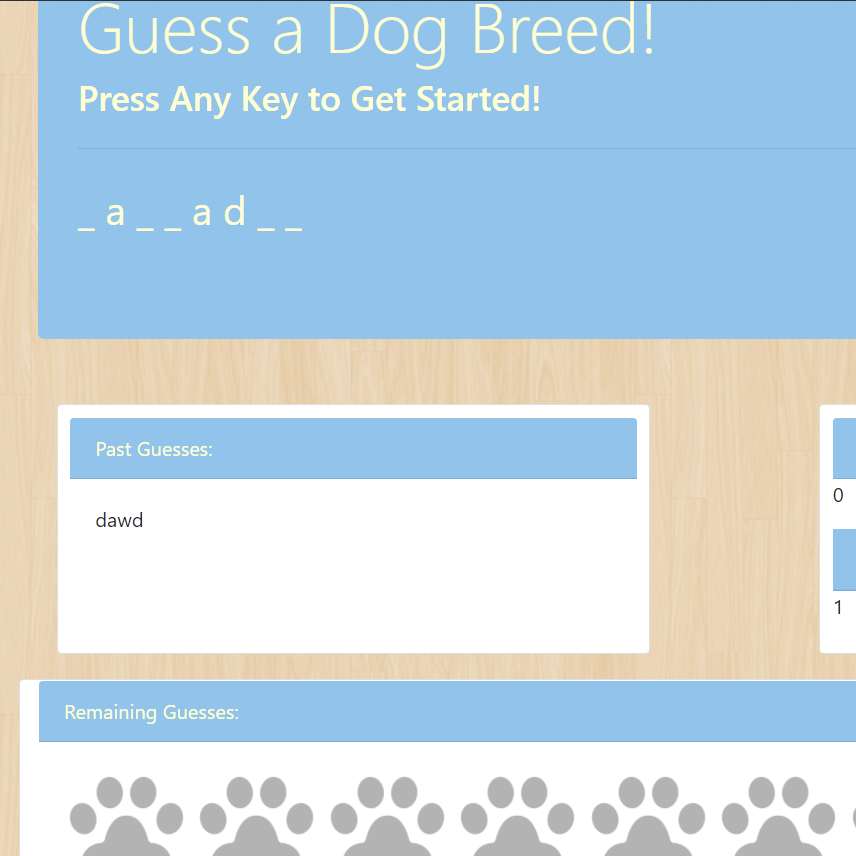 Guess a Dog Breed!
Press Any Key to Get Started!
_ a _ _ a d _ _
Past Guesses:
dawd
0
1
Remaining Guesses: